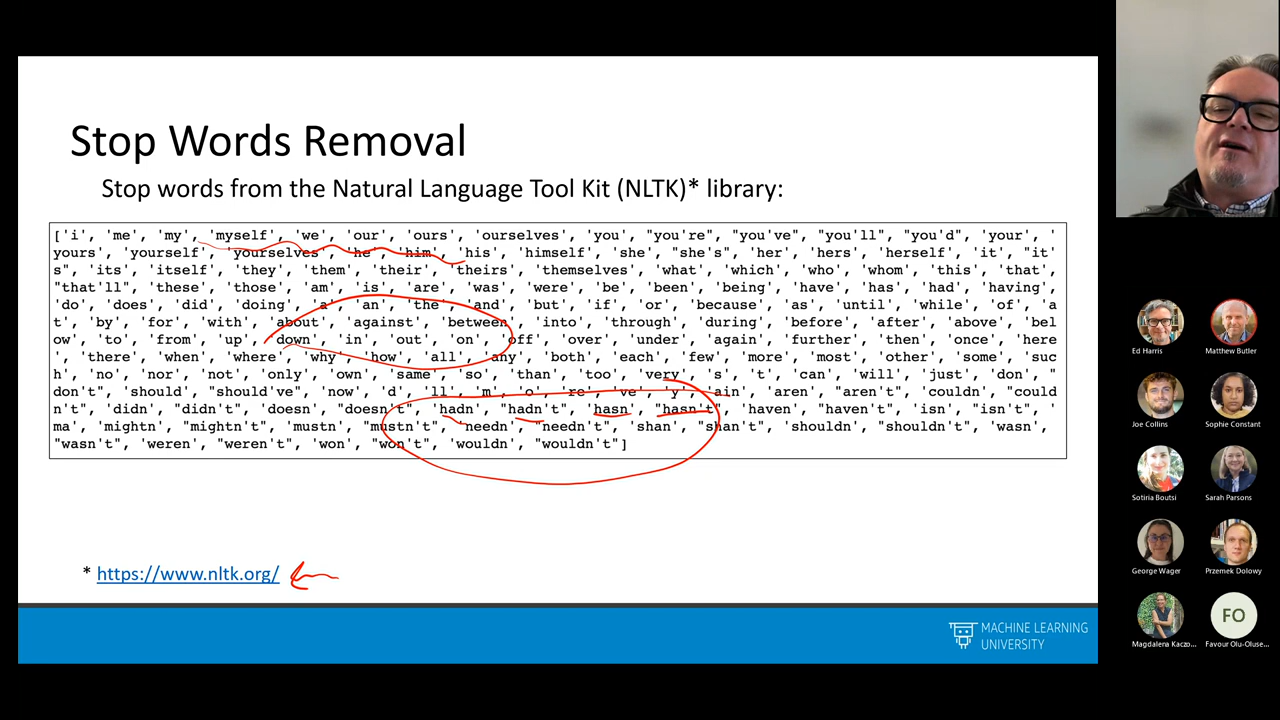 Stop Words Removal
Stop words from the Natural Language Tool Kit (NLTK)* library:
['i', 'me', 'my', 'myself', 'we', 'our', 'ours', 'ourselves', 'you', "you're", "you've", "you'll", "you'd", 'your', '
yours', 'yourself', 'yourselves', 'he', 'him', 'his', 'himself', 'she', "she's", 'her', 'hers', 'herself', 'it', "it'
s", 'its', 'itself', 'they', 'them', 'their', 'theirs', 'themselves', 'what', 'which', 'who', 'whom', 'this', 'that',
"that'll", 'these', 'those', 'am', 'is', 'are', 'was', 'were', 'be', 'been', 'being', 'have', 'has', 'had', 'having',
'do', 'does', 'did', 'doing', 'a', 'an', 'the', 'and', 'but', 'if', 'or', 'because', 'as', 'until', 'while', 'of', 'a
t', 'by', 'for', 'with', 'about', 'against', 'between', 'into', 'through', 'during', 'before', 'after', 'above', 'bel
ow', 'to', 'from', 'up', 'down', 'in', 'out', 'on', 'off', 'over', 'under', 'again', 'further', 'then', 'once', 'here
', 'there', 'when', 'where', 'why', 'how', 'all', 'any', 'both', 'each', 'few', 'more', 'most', 'other', 'some', 'suc
h', 'no', 'nor', 'not', 'only', 'own', 'same', 'so', 'than', 'too', 'very', 's', 't', 'can', 'will', 'just', 'don', "
don't", 'should', "should've", 'now', 'd', 'll', 'm', 'o', 're', 've', 'y', 'ain', 'aren', "aren't", 'couldn', "could
n't", 'didn', "didn't", 'doesn', "doesn't", 'hadn', "hadn't", 'hasn', "hasn't", 'haven', "haven't", 'isn', "isn't", '
ma', 'mightn', "mightn't", 'mustn', "mustn't", 'needn', "needn't", 'shan', "shan't", 'shouldn', "shouldn't", 'wasn',
"wasn't", 'weren', "weren't", 'won', "won't", 'wouldn', "wouldn't"]
* https://www.nltk.org/
MACHINE LEARNING
UNIVERSITY
Ed Harris
Matthew Butler
Joe Collins
Sophie Constant
Sotiria Boutsi
Sarah Parsons
George Wager
Przemek Dolowy
Magdalena Kaczo...
FO
Favour Olu-Oluse...